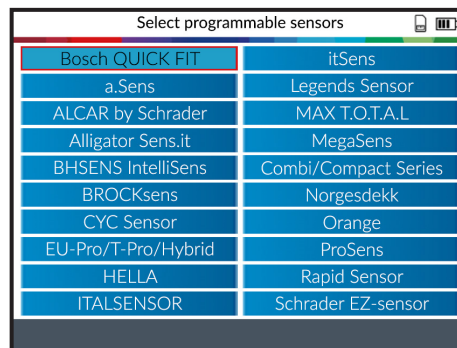 Select programmable sensors
Bosch QUICK FIT
itSens
a.Sens
Legends Sensor
ALCAR by Schrader
MAX T.O.T.A.L
Alligator Sens.it
MegaSens
BHSENS IntelliSens
Combi/Compact Series
BROCKsens
Norgesdekk
CYC Sensor
Orange
EU-Pro/T-Pro/Hybrid
ProSens
HELLA
Rapid Sensor
ITALSENSOR
Schrader EZ-sensor